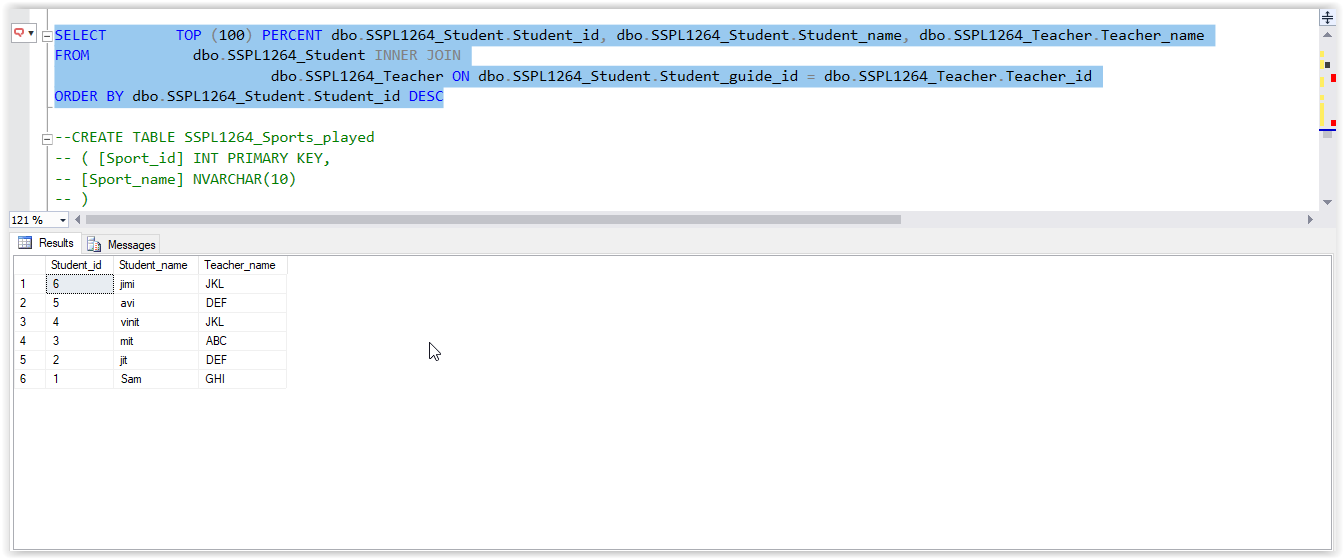 SELECT TOP (100) PERCENT dbo.SSPL1264_Student.Student_id, dbo.SSPL1264_Student.Student_name, dbo.SSPL1264_Teacher.Teacher_name
FROM dbo.SSPL1264_Student INNER JOIN
dbo.SSPL1264_Teacher ON dbo.SSPL1264_Student.Student_guide_id = dbo.SSPL1264_Teacher.Teacher_id
ORDER BY dbo.SSPL1264_Student.Student_id DESC
--CREATE TABLE SSPL1264_Sports_played
-- ( [Sport_id] INT PRIMARY KEY,
-- [Sport_name] NVARCHAR(10)
-- )
121 %
Results Messages
Student_id Student_name Teacher_name
1 6 jimi JKL
2 5 avi DEF
3 4 vinit JKL
4 3 mit ABC
5 2 jit DEF
6 1 Sam GHI